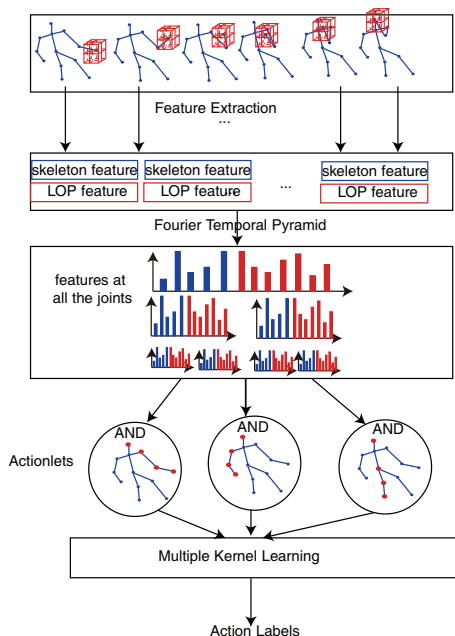 Feature Extraction
...
skeleton feature skeleton feature skeleton feature
LOP feature LOP feature ... LOP feature
Fourier Temporal Pyramid
features at
all the joints
AND AND AND
Actionlets
Multiple Kernel Learning
Action Labels